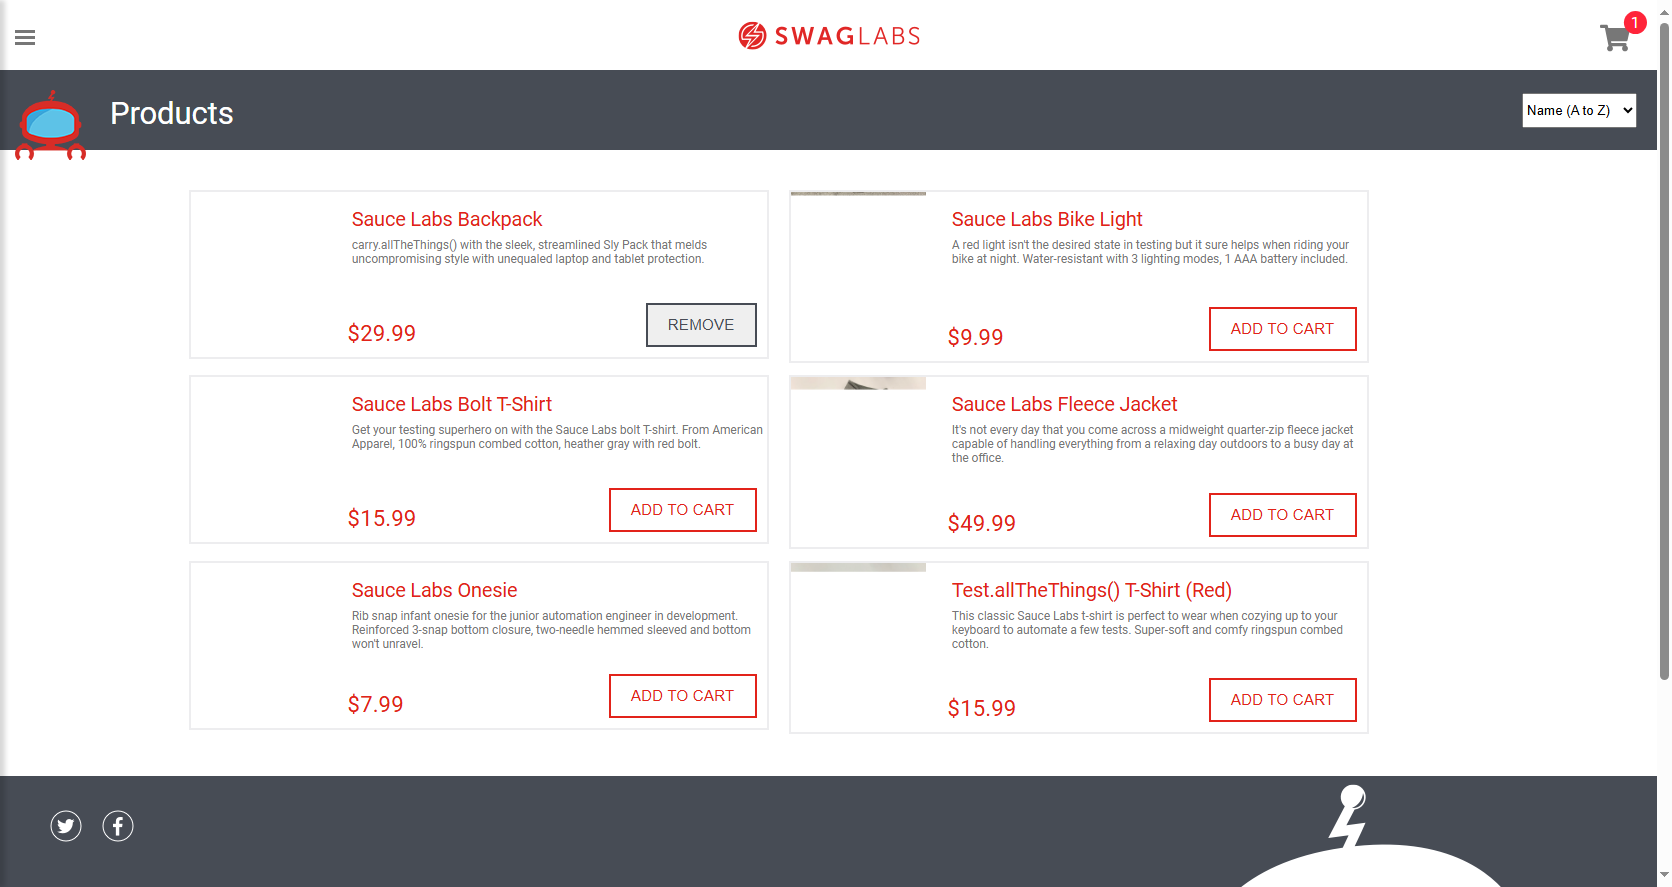 SWAGLABS
1
Products
Name (A to Z)
Sauce Labs Backpack
carry.allTheThings() with the sleek, streamlined Sly Pack that melds
uncompromising style with unequaled laptop and tablet protection.
$29.99
REMOVE
Sauce Labs Bike Light
A red light isn't the desired state in testing but it sure helps when riding your
bike at night. Water-resistant with 3 lighting modes, 1 AAA battery included.
$9.99
ADD TO CART
Sauce Labs Bolt T-Shirt
Get your testing superhero on with the Sauce Labs bolt T-shirt. From American
Apparel, 100% ringspun combed cotton, heather gray with red bolt.
$15.99
ADD TO CART
Sauce Labs Fleece Jacket
It's not every day that you come across a midweight quarter-zip fleece jacket
capable of handling everything from a relaxing day outdoors to a busy day at
the office.
$49.99
ADD TO CART
Sauce Labs Onesie
Rib snap infant onesie for the junior automation engineer in development.
Reinforced 3-snap bottom closure, two-needle hemmed sleeved and bottom
won't unravel.
$7.99
ADD TO CART
Test.allTheThings() T-Shirt (Red)
This classic Sauce Labs t-shirt is perfect to wear when cozying up to your
keyboard to automate a few tests. Super-soft and comfy ringspun combed
cotton.
$15.99
ADD TO CART